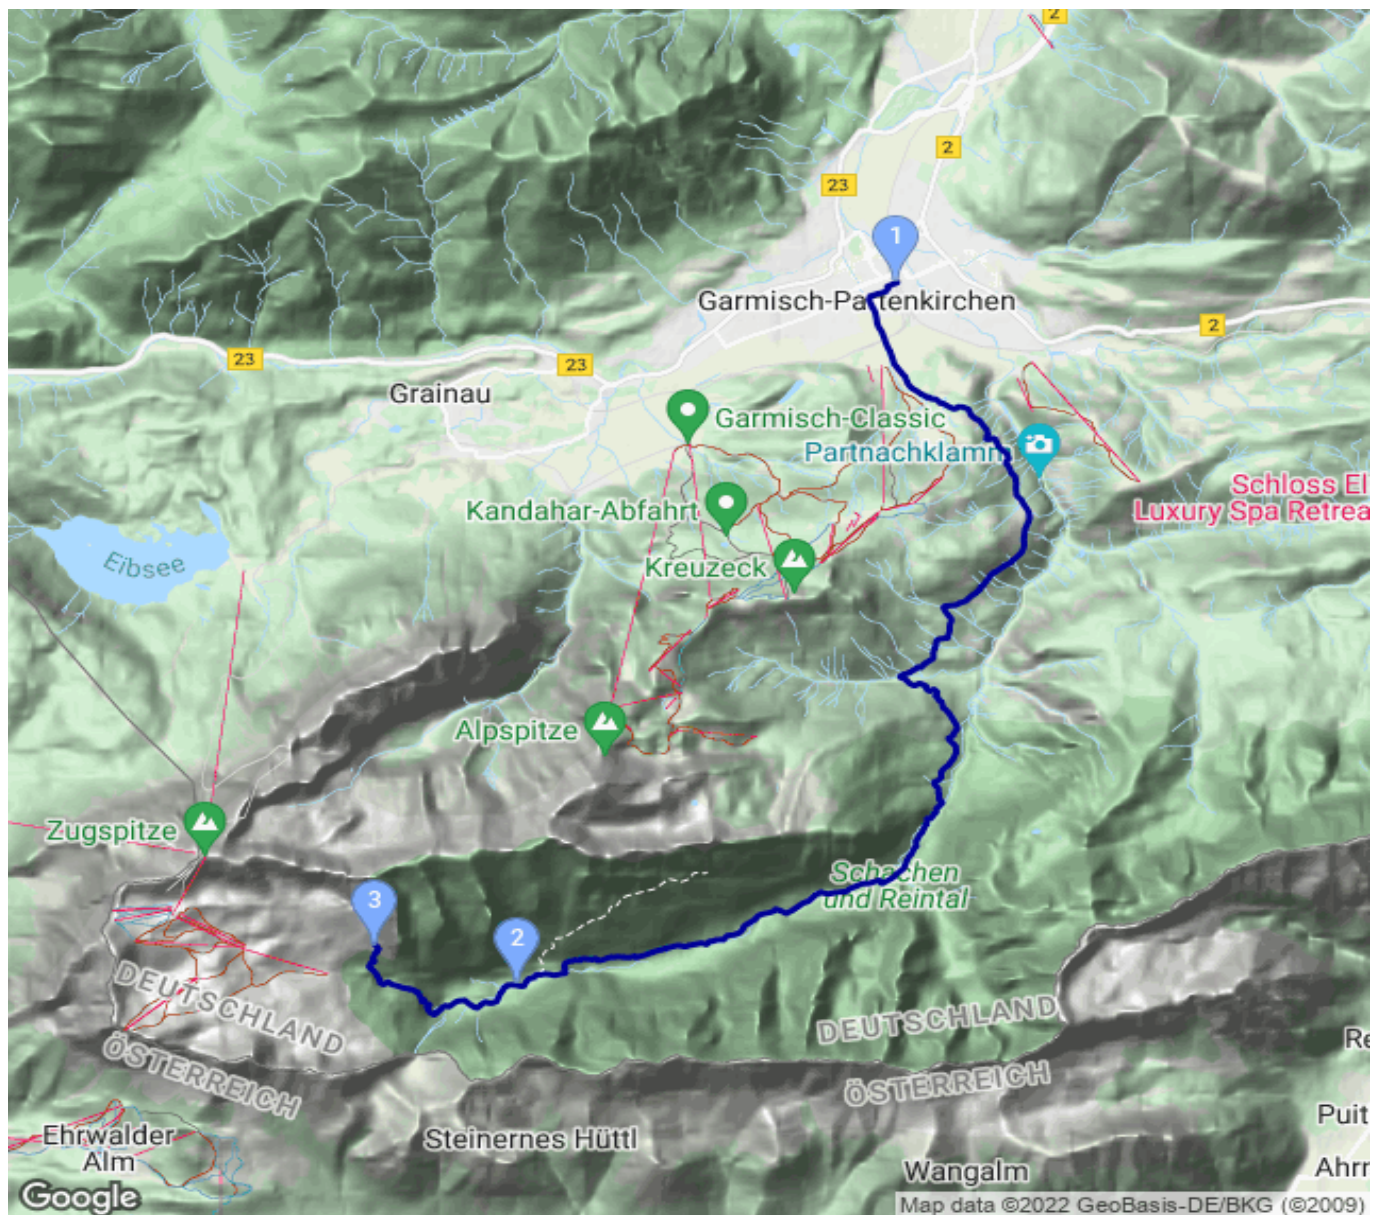 2
2
23
1
Garmisch-Partenkirchen
2
23
23
Grainau
Garmisch-Classic
Partnachklamm
Schloss El
Luxury Spa Retrea
Kandahar-Abfahrt
Eibsee
Kreuzeck
Alpspitze
Zugspitze
Schachen
und Reintal
3
2
DEUTSCHLAND
ÖSTERREICH
DEUTSCHLAND
ÖSTERREICH
Re
Puit
Ehrwalder
Alm
Steinernes Hüttl
Wangalm
Ahrr
Google
Map data ©2022 GeoBasis-DE/BKG (©2009)